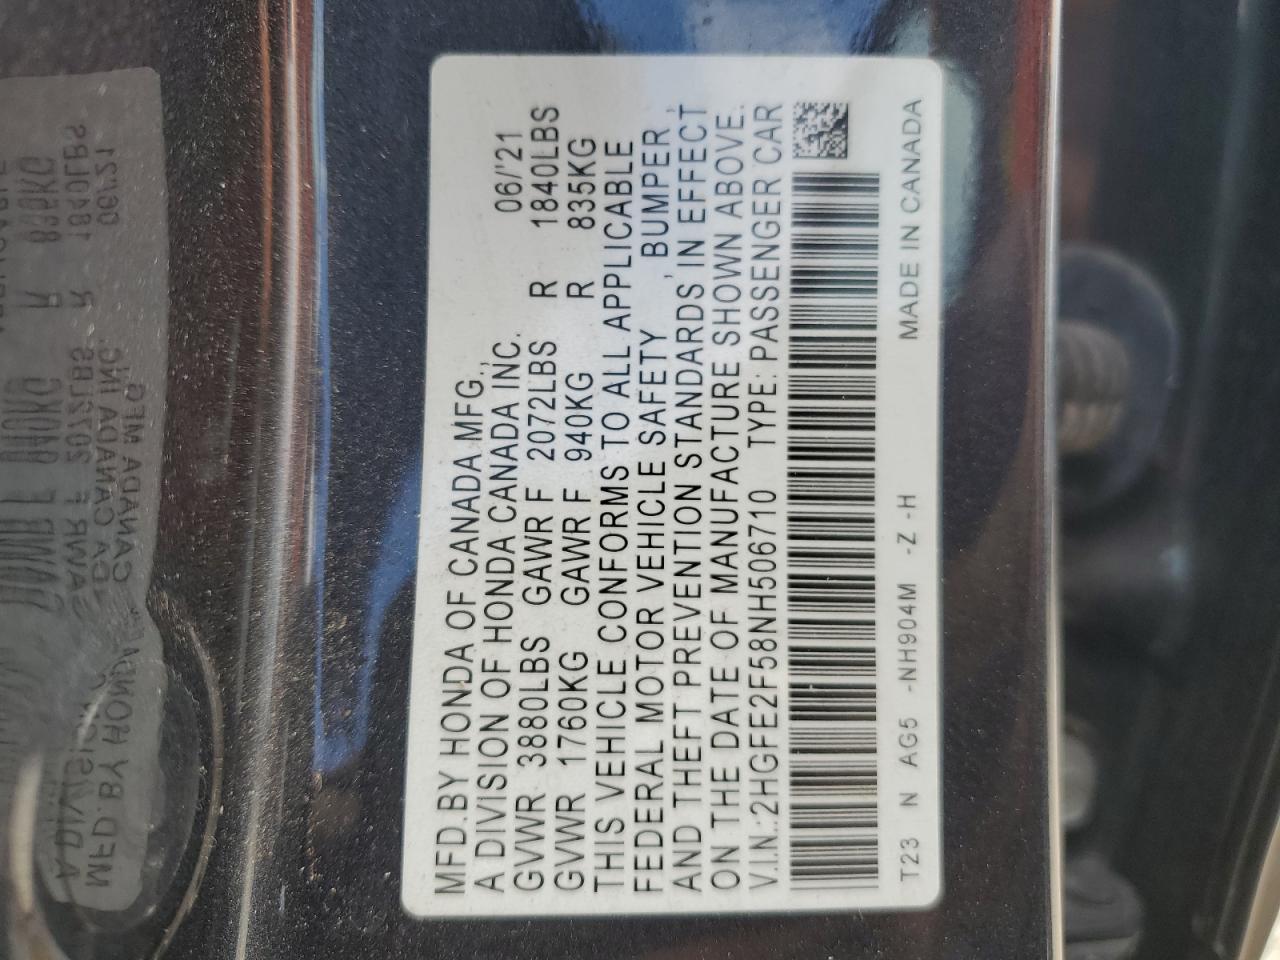 MFD.BY HONDA OF CANADA MFG.,
A DIVISION OF HONDA CANADA INC.  06/'21
GVWR 3880LBS GAWR F 2072LBS R 1840LBS
GVWR 1760KG GAWR F 940KG R 835KG
THIS VEHICLE CONFORMS TO ALL APPLICABLE
FEDERAL MOTOR VEHICLE SAFETY , BUMPER ,
AND THEFT PREVENTION STANDARDS IN EFFECT
ON THE DATE OF MANUFACTURE SHOWN ABOVE.
V.I.N.:2HGFE2F58NH506710 TYPE: PASSENGER CAR
T23 N AG5 -NH904M -Z -H MADE IN CANADA